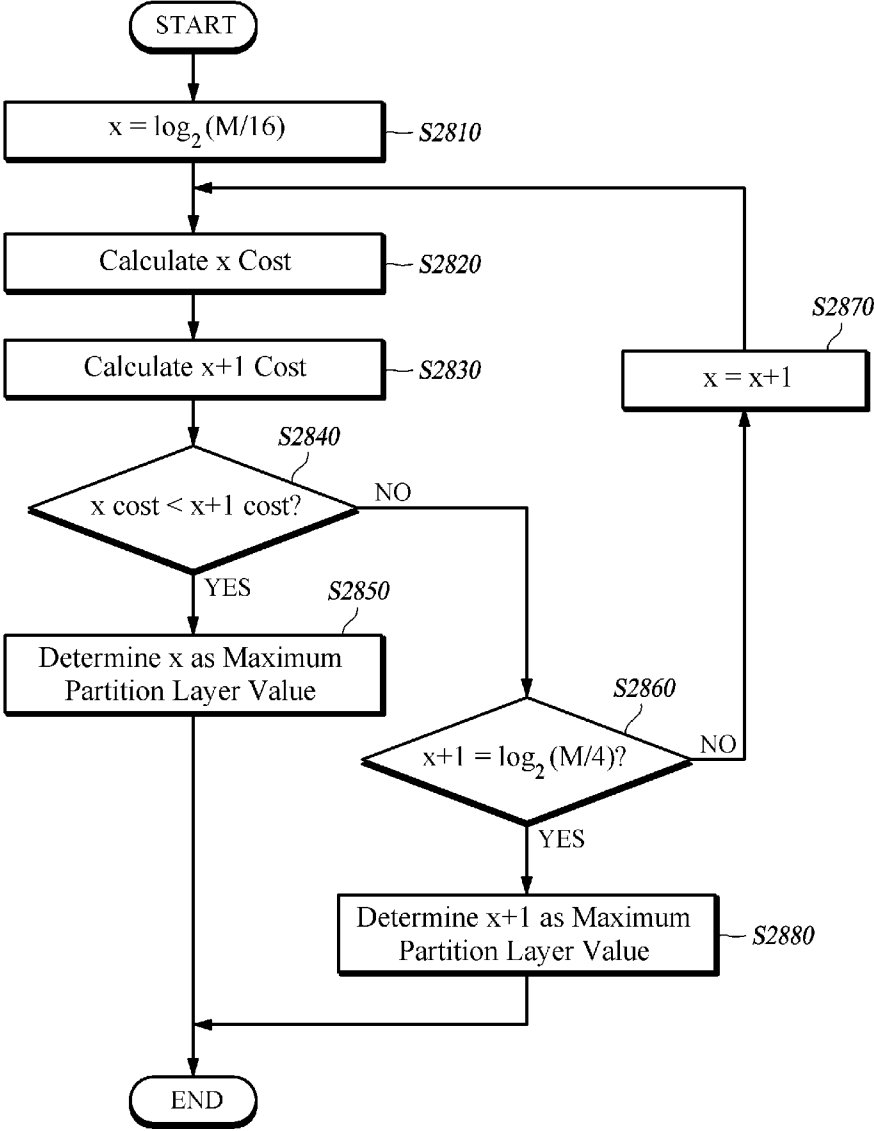 START
x = log₂ (M/16)
S2810
Calculate x Cost
S2820
S2870
Calculate x+1 Cost
S2830
x = x+1
S2840
x cost < x+1 cost?
NO
YES
S2850
Determine x as Maximum
Partition Layer Value
S2860
x+1 = log₂ (M/4)?
NO
YES
Determine x+1 as Maximum
Partition Layer Value
S2880
END